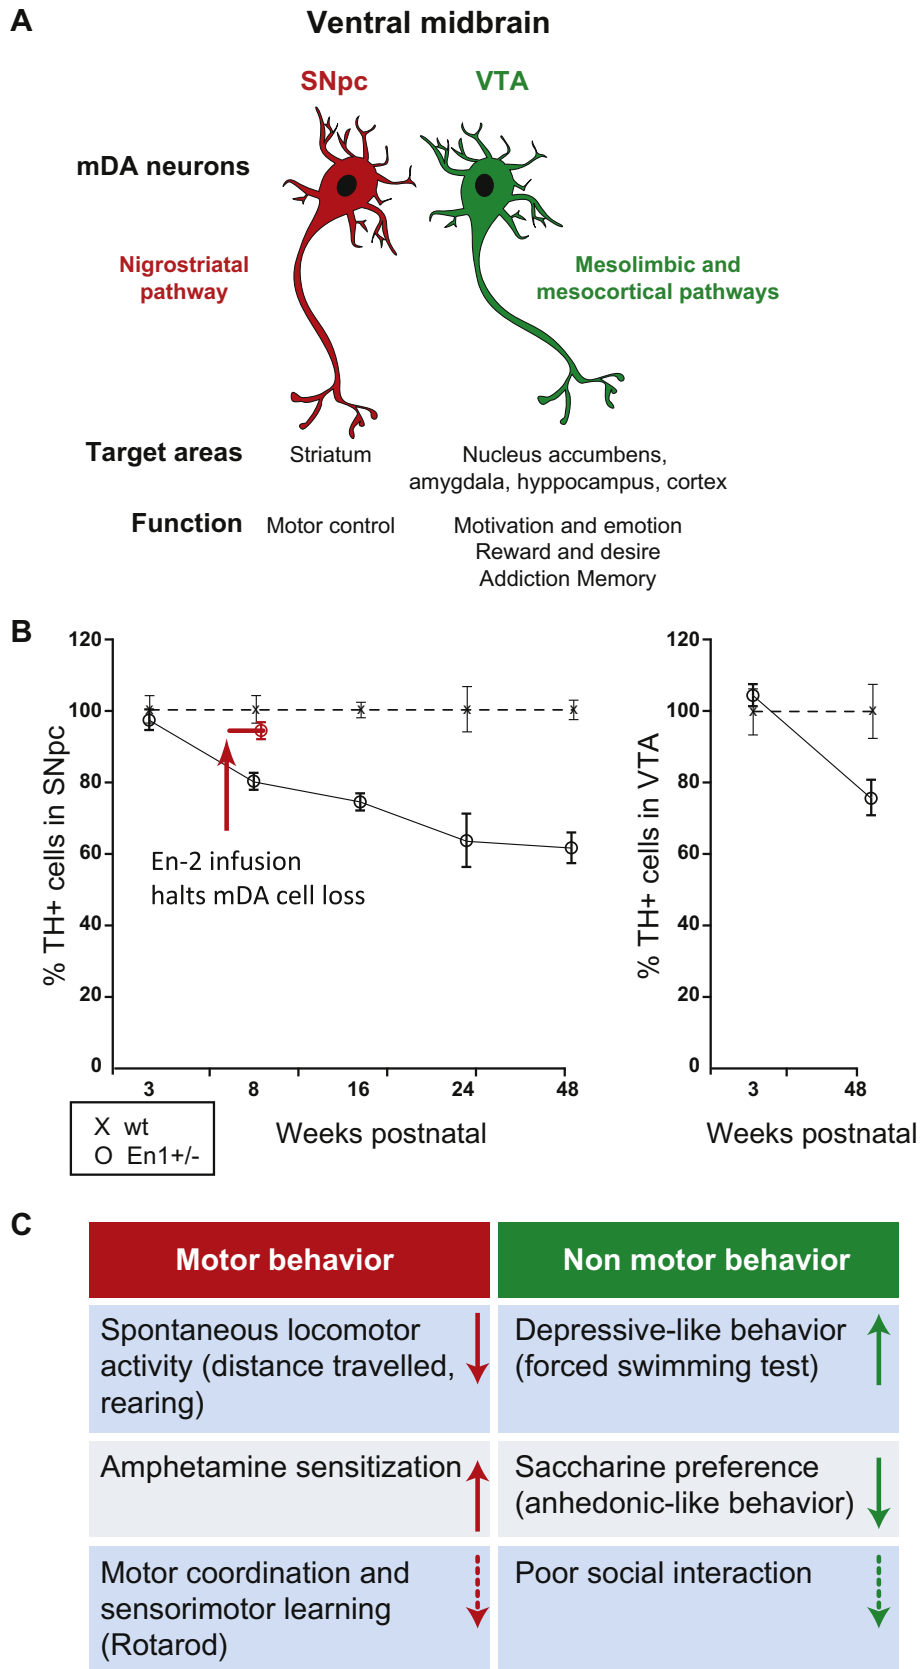 A
Ventral midbrain
SNpc
VTA
mDA neurons
Nigrostriatal
pathway
Mesolimbic and
mesocortical pathways
Target areas
Striatum
Nucleus accumbens,
amygdala, hyppocampus, cortex
Function
Motor control
Motivation and emotion
Reward and desire
Addiction Memory
B
% TH+ cells in SNpc
120
100
80
60
40
20
0
En-2 infusion
halts mDA cell loss
3
8
16
24
48
Weeks postnatal
X wt
O En1+/-
% TH+ cells in VTA
120
100
80
60
40
20
0
3
48
Weeks postnatal
C
Motor behavior
Non motor behavior
Spontaneous locomotor
activity (distance travelled,
rearing)
Depressive-like behavior
(forced swimming test)
Amphetamine sensitization
Saccharine preference
(anhedonic-like behavior)
Motor coordination and
sensorimotor learning
(Rotarod)
Poor social interaction